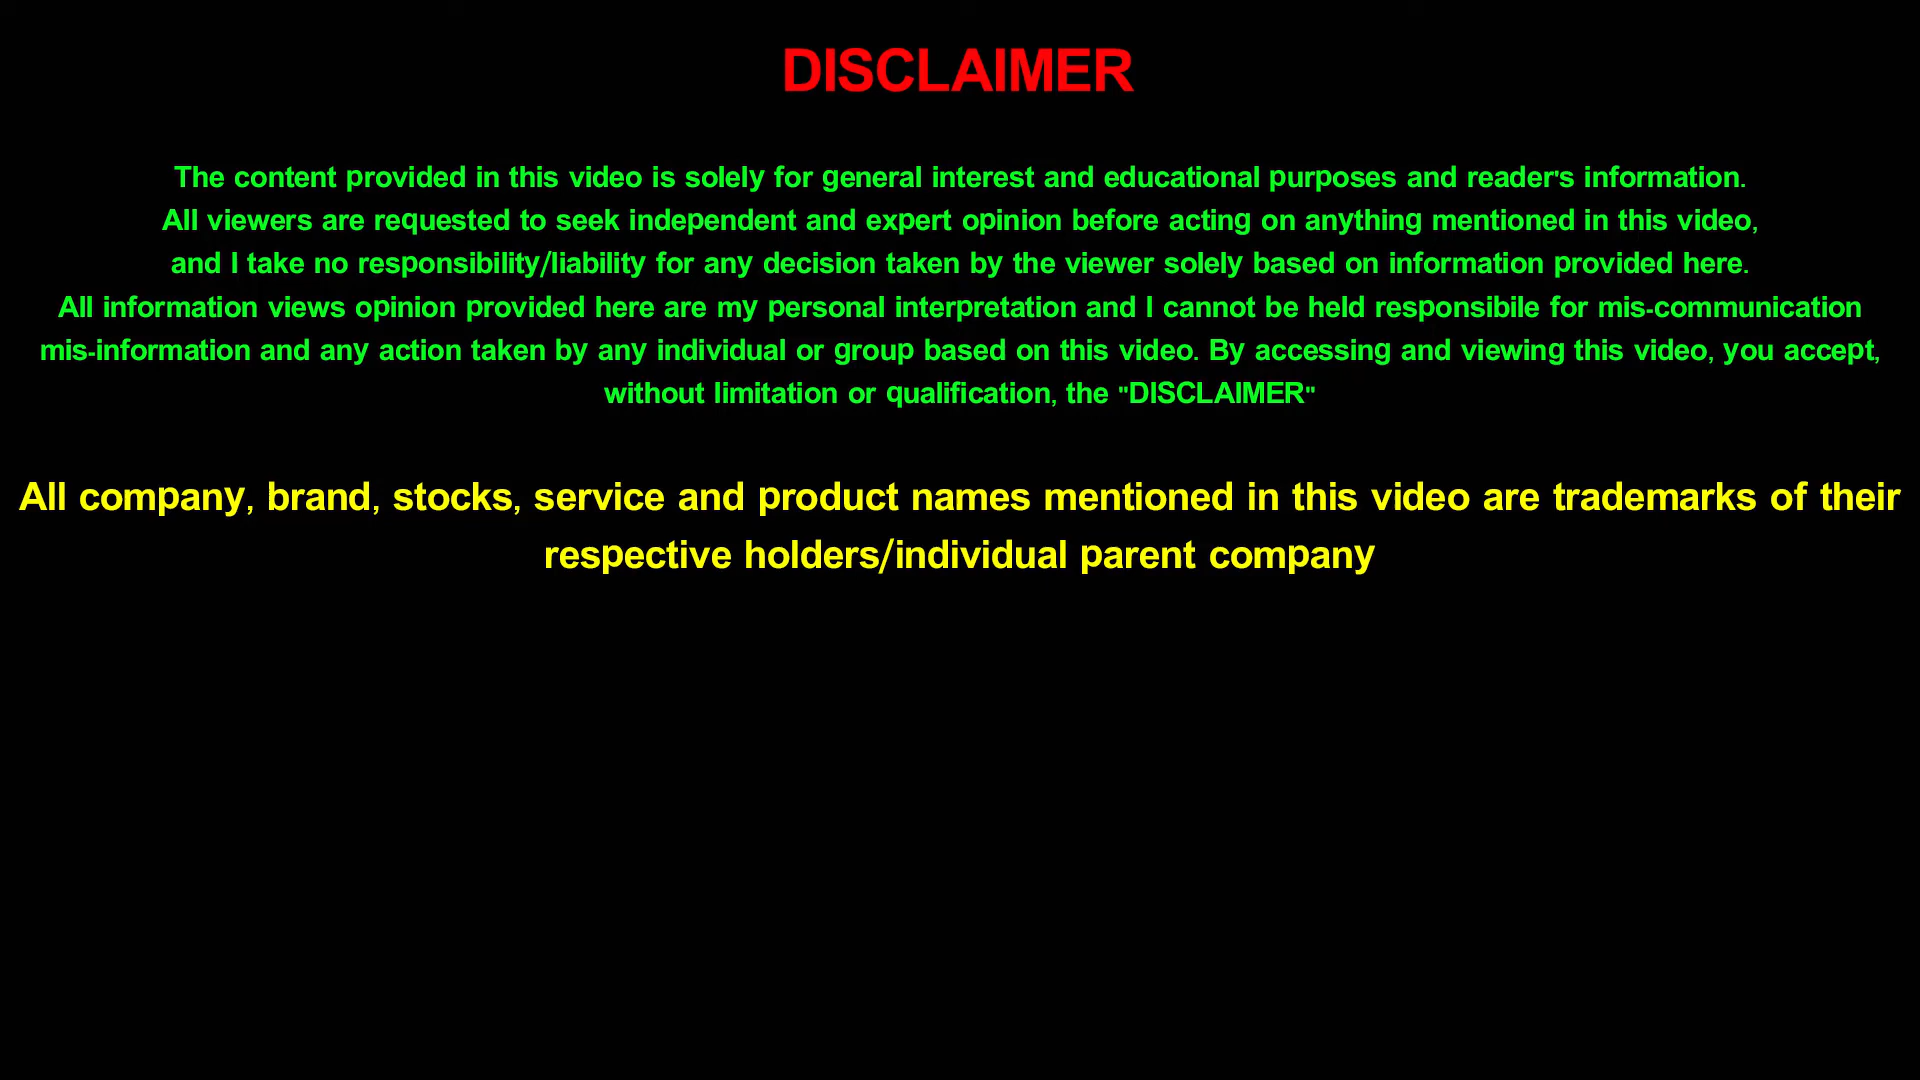 DISCLAIMER
The content provided in this video is solely for general interest and educational purposes and reader's information.
All viewers are requested to seek independent and expert opinion before acting on anything mentioned in this video,
and I take no responsibility/liability for any decision taken by the viewer solely based on information provided here.
All information views opinion provided here are my personal interpretation and I cannot be held responsibile for mis-communication
mis-information and any action taken by any individual or group based on this video. By accessing and viewing this video, you accept,
without limitation or qualification, the "DISCLAIMER"
All company, brand, stocks, service and product names mentioned in this video are trademarks of their
respective holders/individual parent company